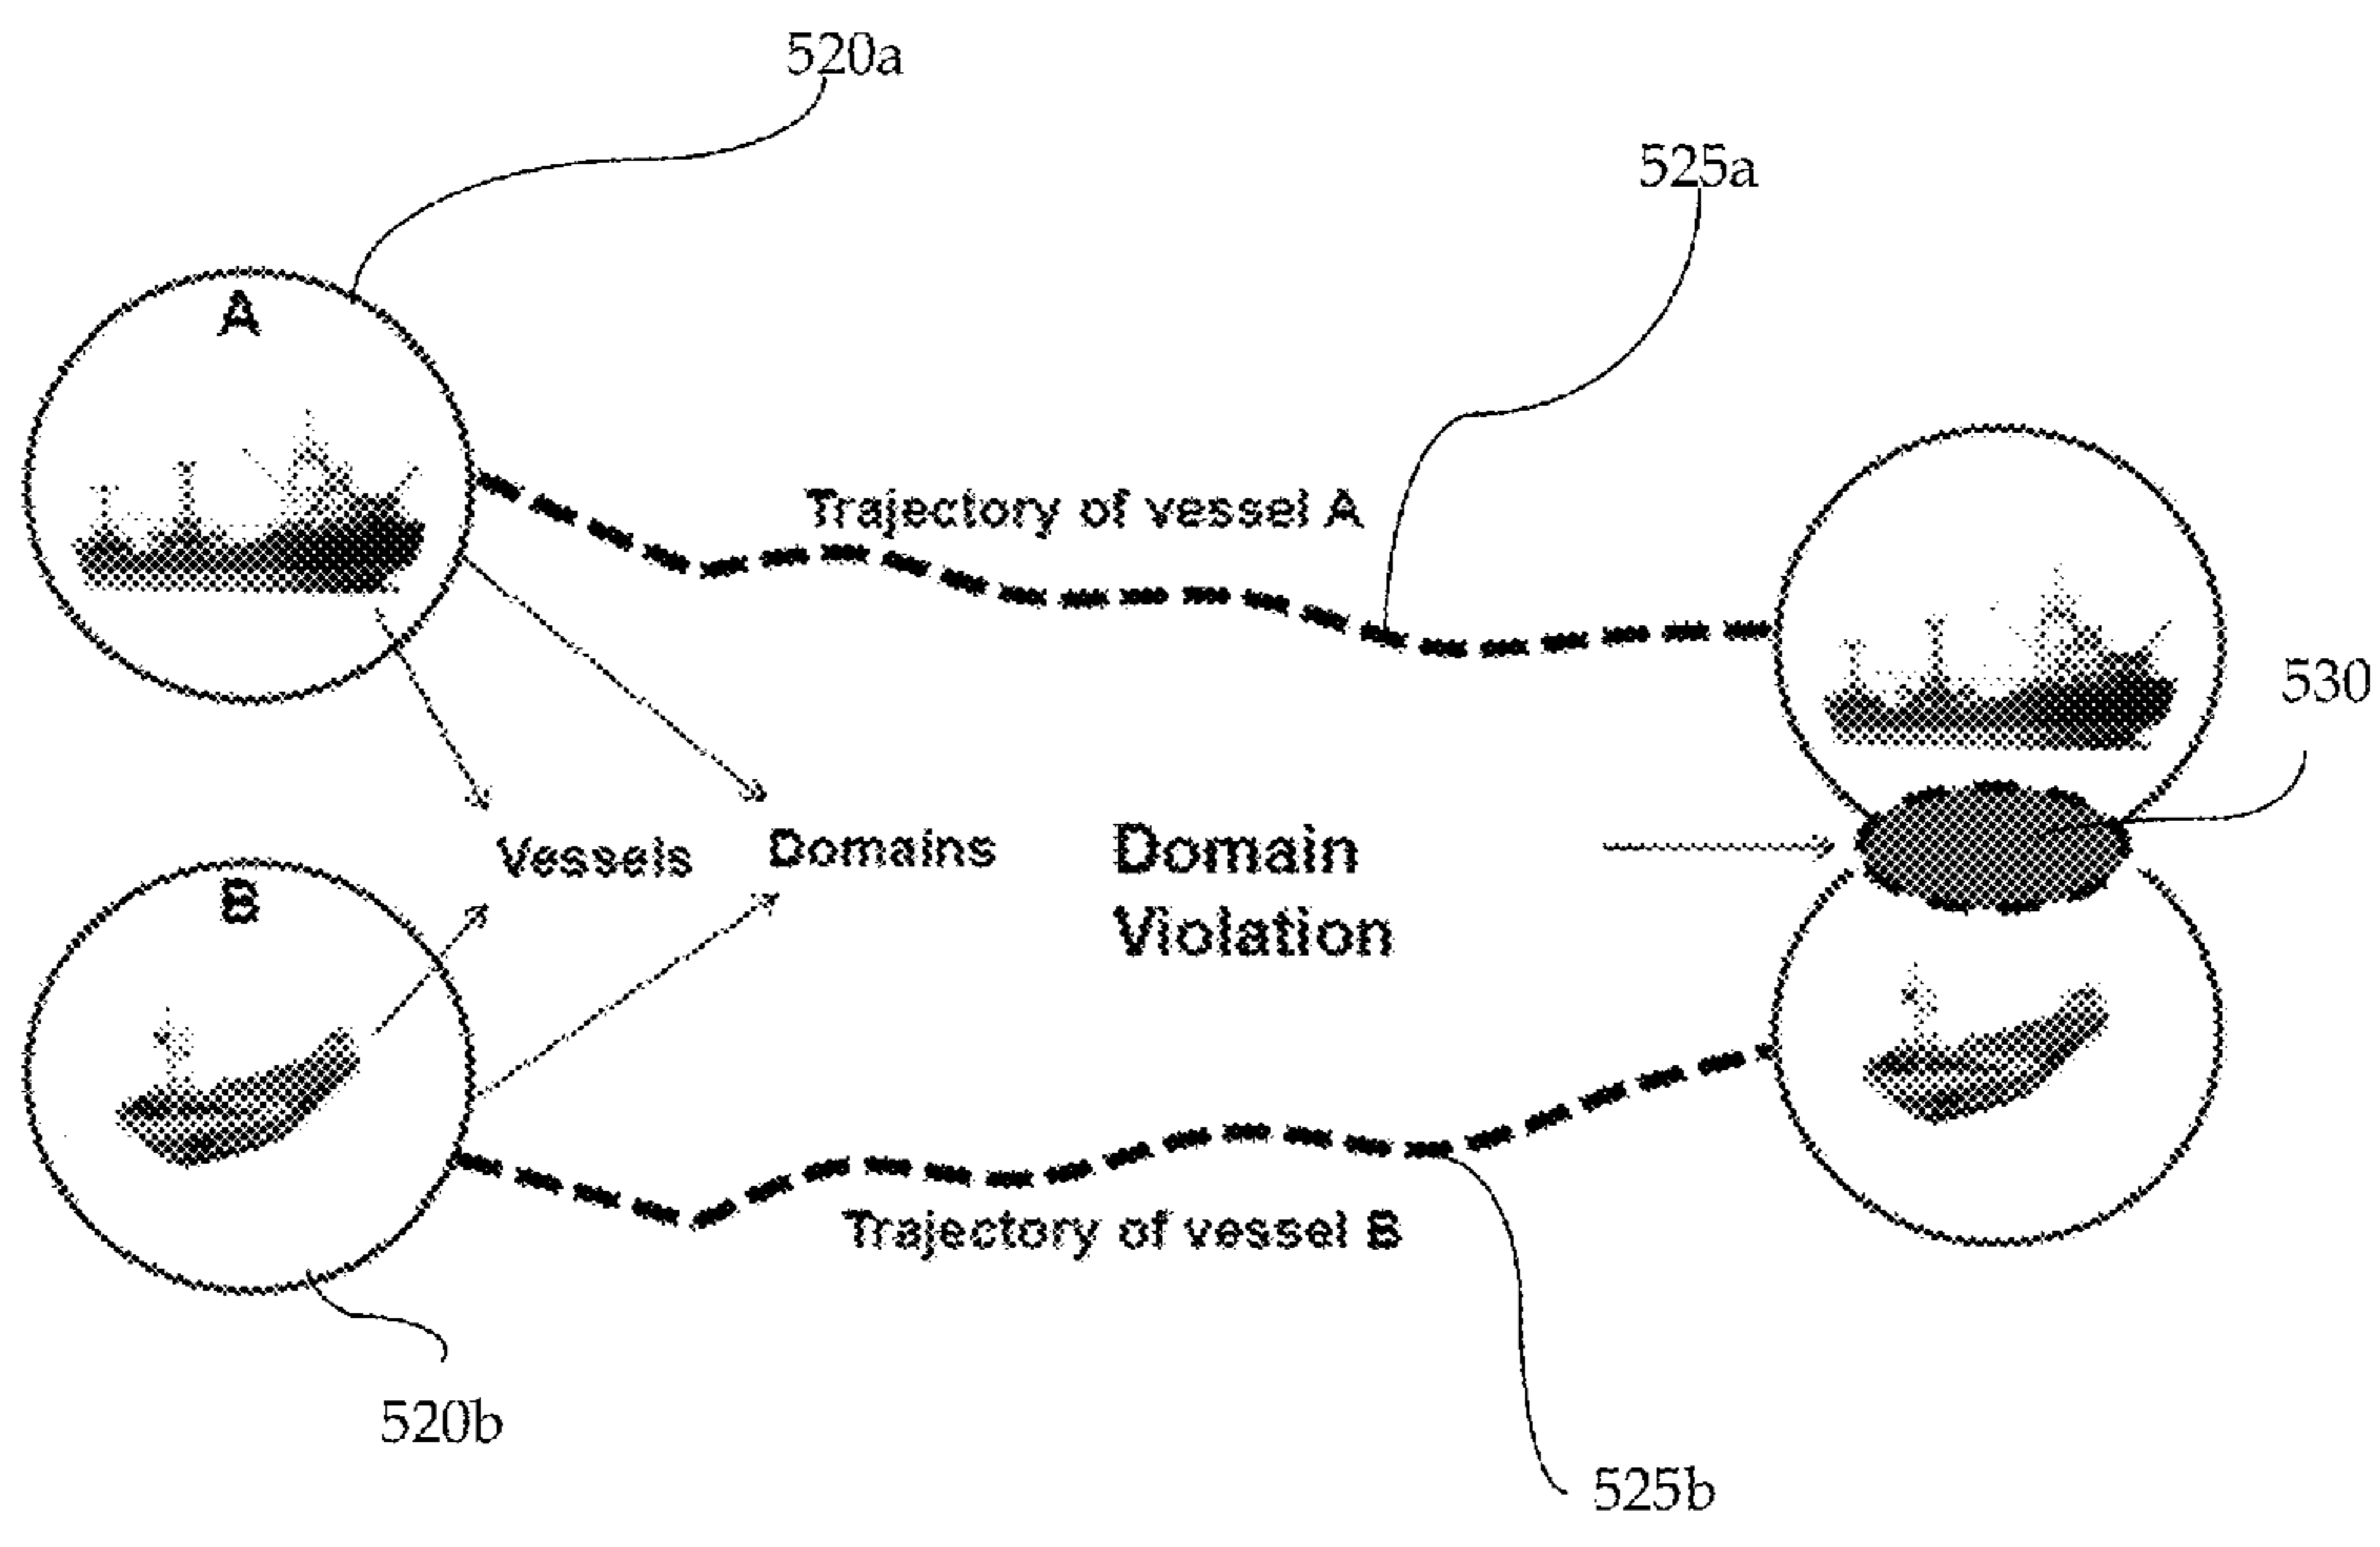 520a
525a
A
Trajectory of vessel A
530
Vessels
Domains
Domain
Violation
B
Trajectory of vessel B
520b
525b